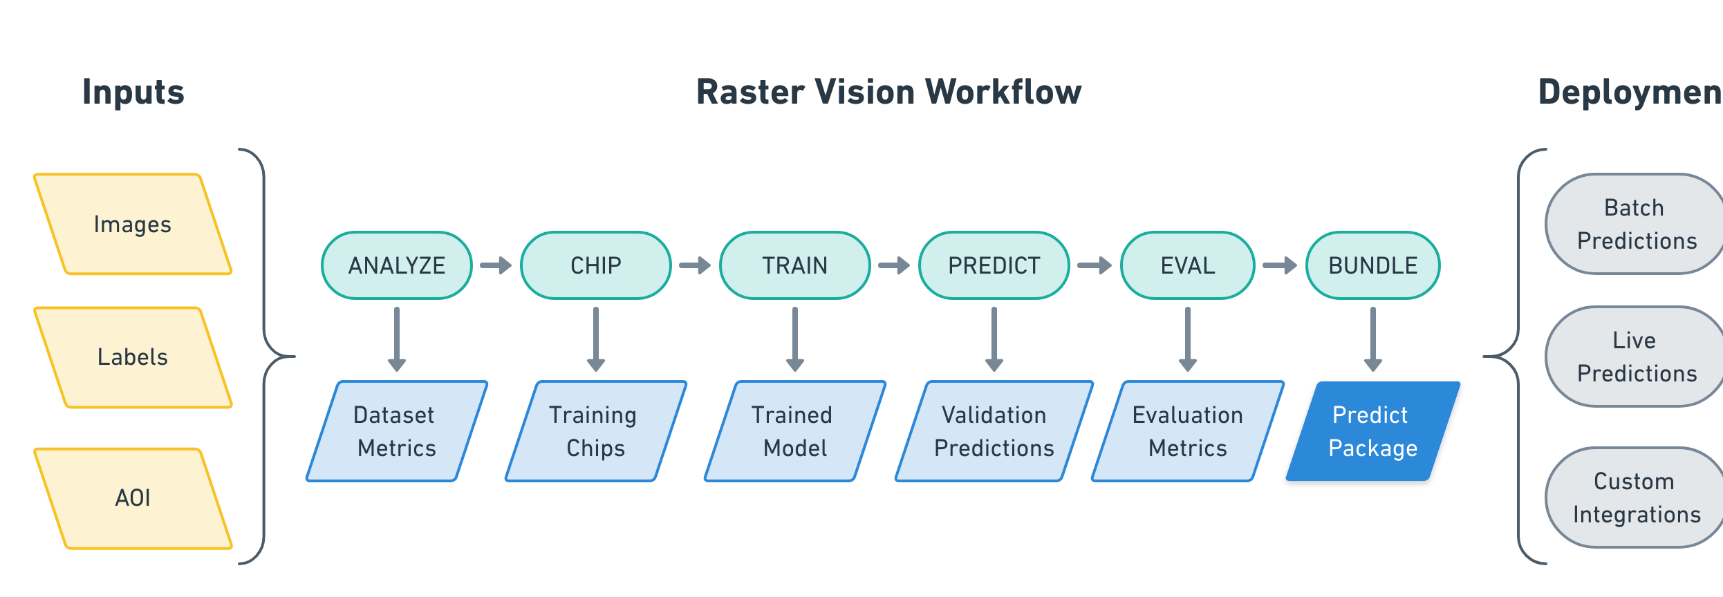 Inputs
Raster Vision Workflow
Deploymen
Images
Labels
AOI
ANALYZE
CHIP
TRAIN
PREDICT
EVAL
BUNDLE
Dataset
Metrics
Training
Chips
Trained
Model
Validation
Predictions
Evaluation
Metrics
Predict
Package
Batch
Predictions
Live
Predictions
Custom
Integrations